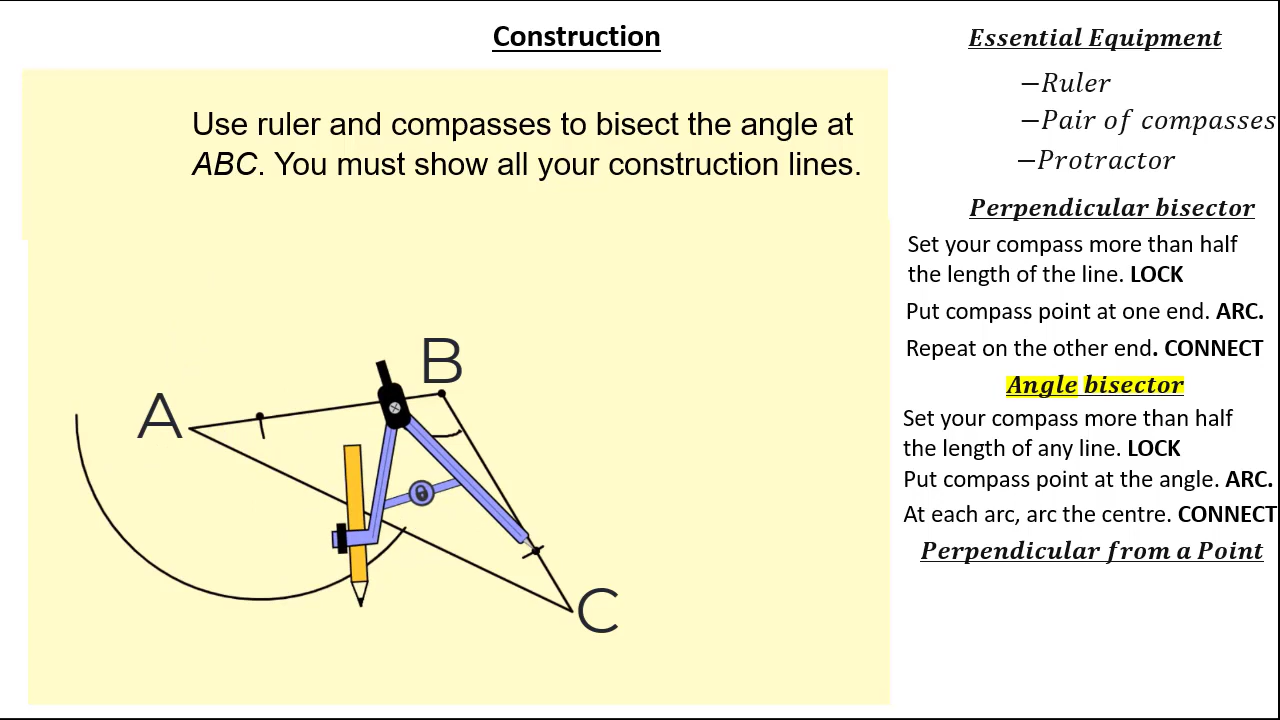 Construction
Use ruler and compasses to bisect the angle at
ABC. You must show all your construction lines.
A
B
C
Essential Equipment
−Ruler
−Pair of compasses
−Protractor
Perpendicular bisector
Set your compass more than half
the length of the line. LOCK
Put compass point at one end. ARC.
Repeat on the other end. CONNECT
Angle bisector
Set your compass more than half
the length of any line. LOCK
Put compass point at the angle. ARC.
At each arc, arc the centre. CONNECT
Perpendicular from a Point